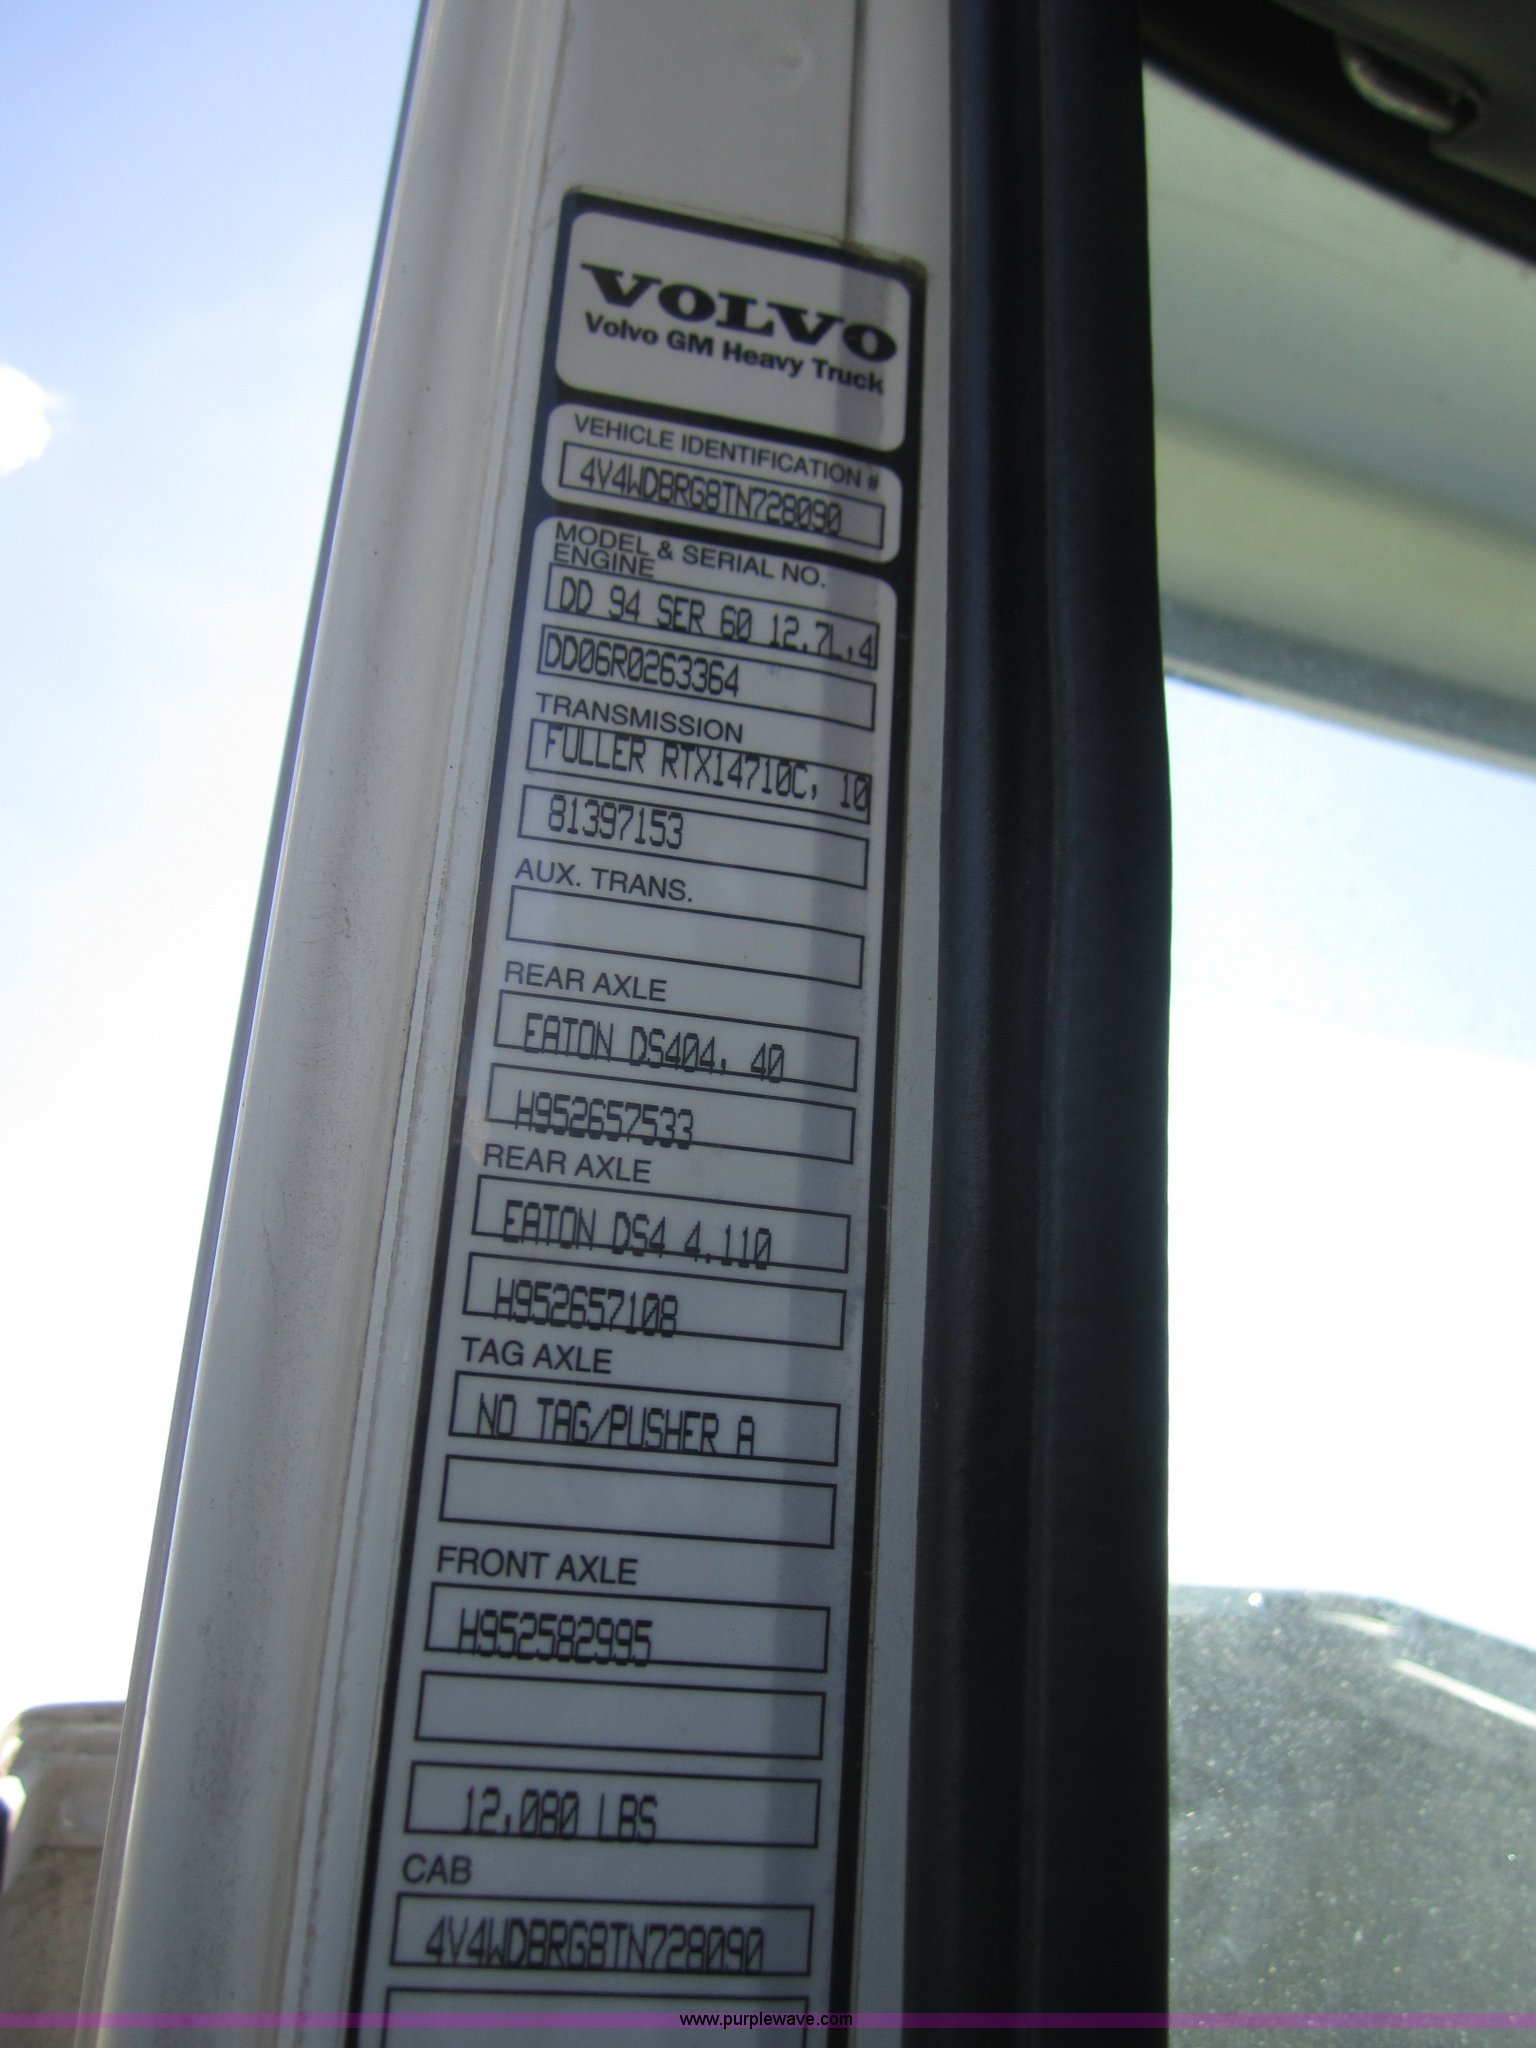 VOLVO
Volvo GM Heavy Truck
VEHICLE IDENTIFICATION #
4V4WDBRG8TN728090
MODEL & SERIAL NO.
ENGINE
DD 94 SER 60 12.7L,4
DD06R0263364
TRANSMISSION
FULLER RTX14710C, 10
81397153
AUX. TRANS.
REAR AXLE
EATON DS404, 40
H952657533
REAR AXLE
EATON DS4 4.110
H952657108
TAG AXLE
NO TAG/PUSHER A
FRONT AXLE
H952582995
12,080 LBS
CAB
4V4WDBRG8TN728090
www.purplewave.com